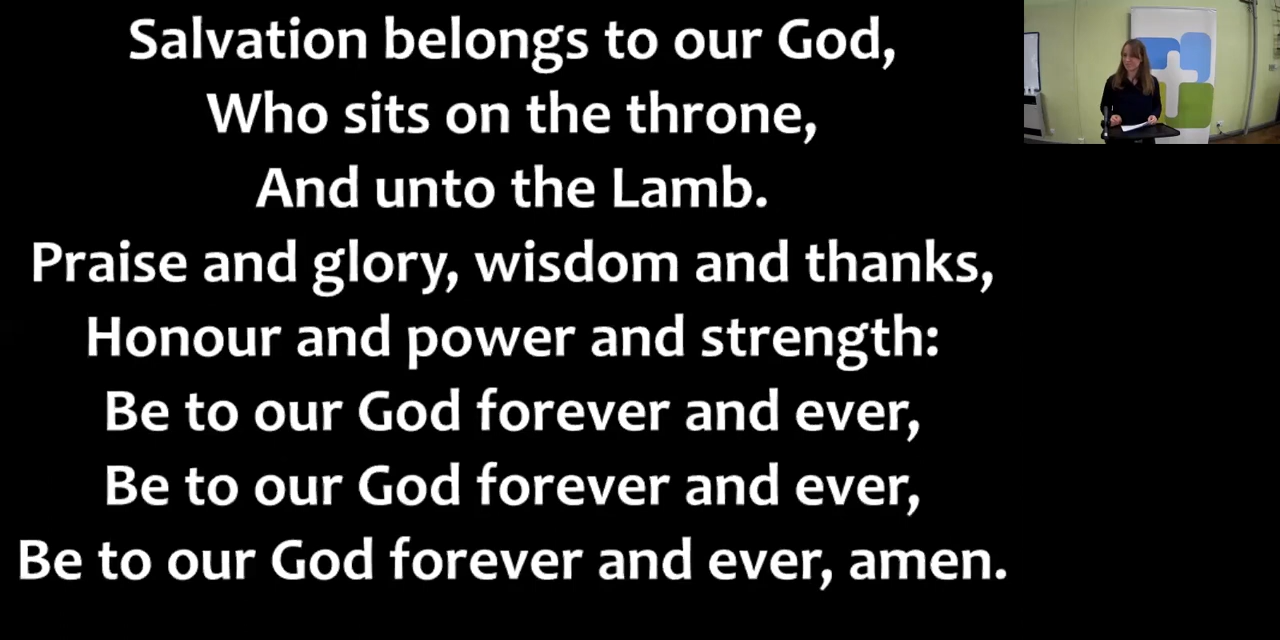 Salvation belongs to our God,
Who sits on the throne,
And unto the Lamb.
Praise and glory, wisdom and thanks,
Honour and power and strength:
Be to our God forever and ever,
Be to our God forever and ever,
Be to our God forever and ever, amen.